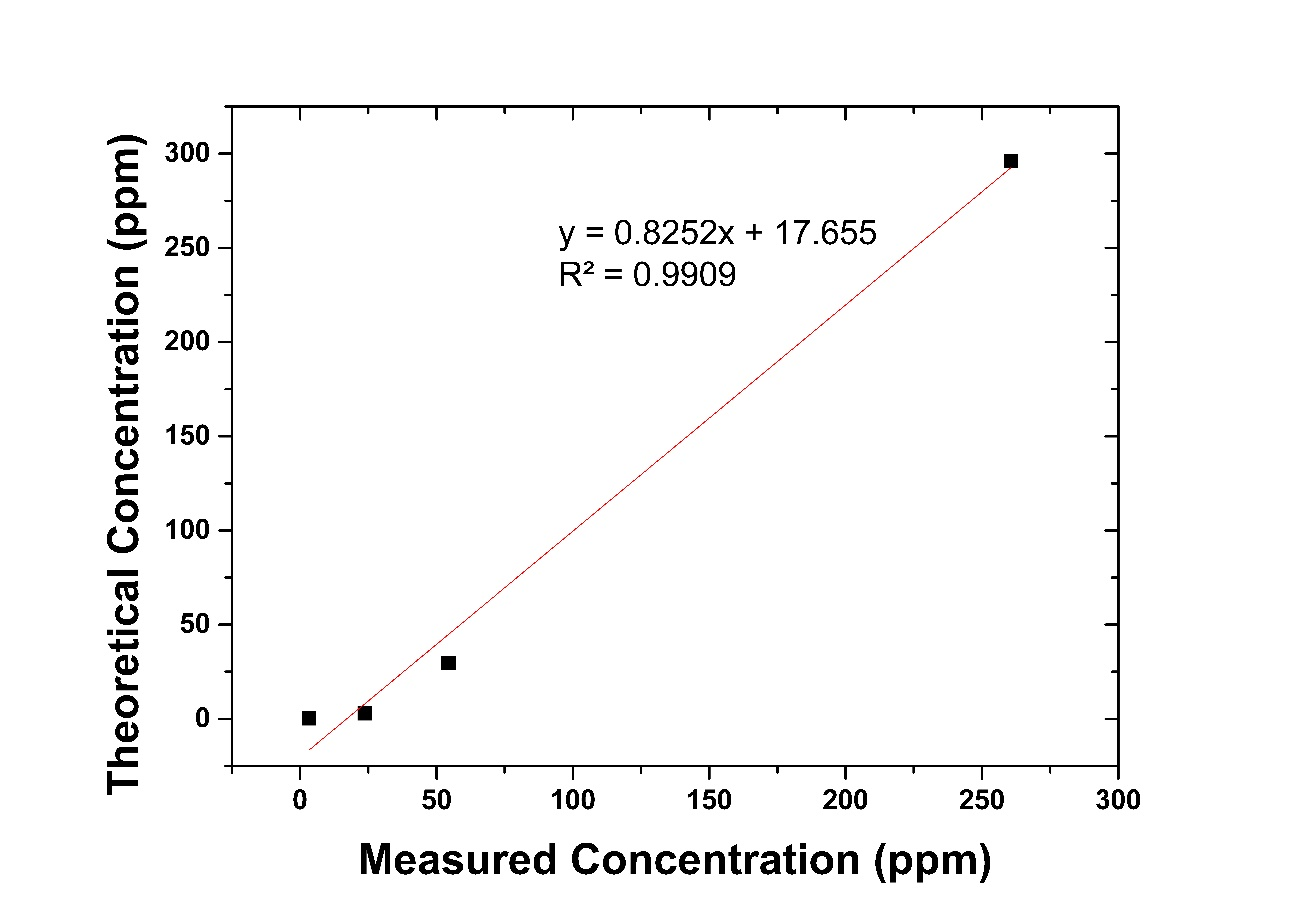 y = 0.8252x + 17.655
R² = 0.9909
Theoretical Concentration (ppm)
300
250
200
150
100
50
0
0 50 100 150 200 250 300
Measured Concentration (ppm)